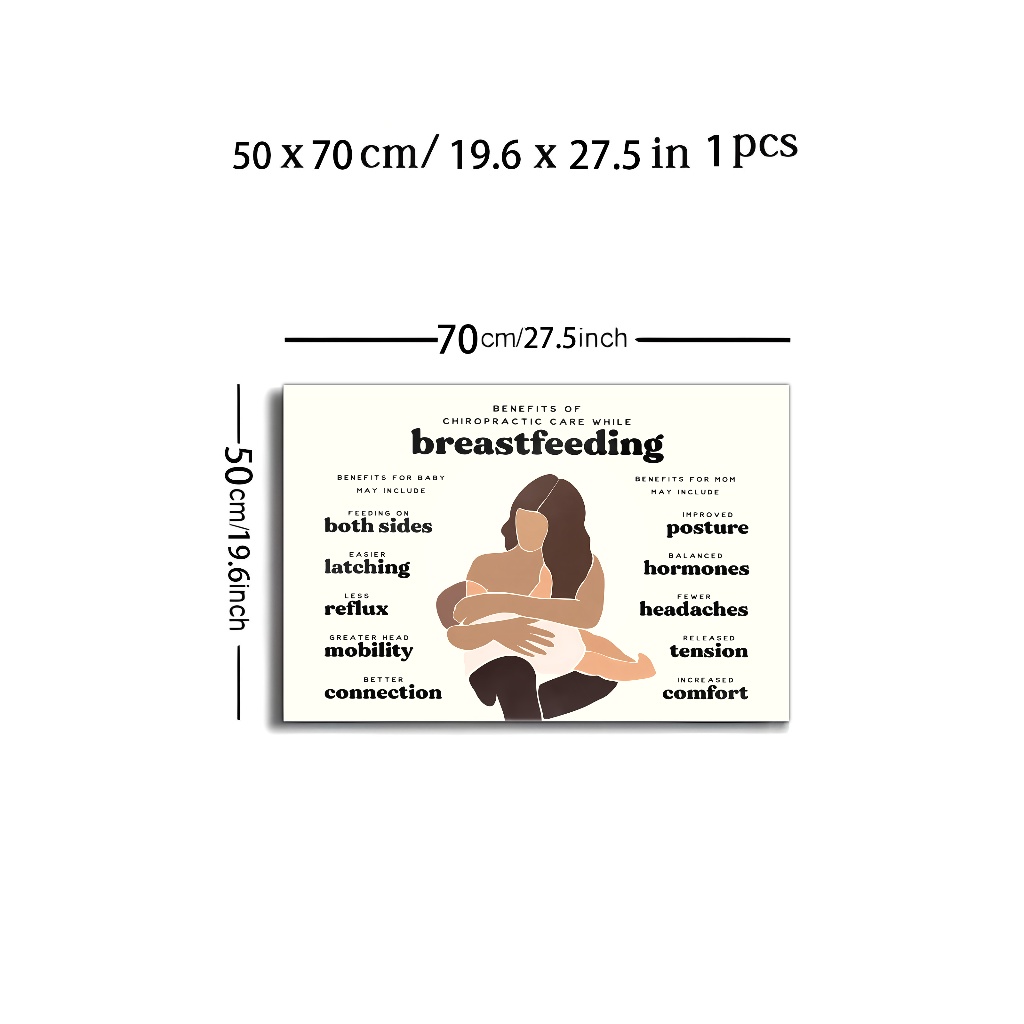 50 x 70 cm/ 19.6 x 27.5 in 1 pcs
70cm/27.5inch
50cm/19.6inch
BENEFITS OF
CHIROPRACTIC CARE WHILE
breastfeeding
BENEFITS FOR BABY
MAY INCLUDE
FEEDING ON
both sides
EASIER
latching
LESS
reflux
GREATER HEAD
mobility
BETTER
connection
BENEFITS FOR MOM
MAY INCLUDE
IMPROVED
posture
BALANCED
hormones
FEWER
headaches
RELEASED
tension
INCREASED
comfort